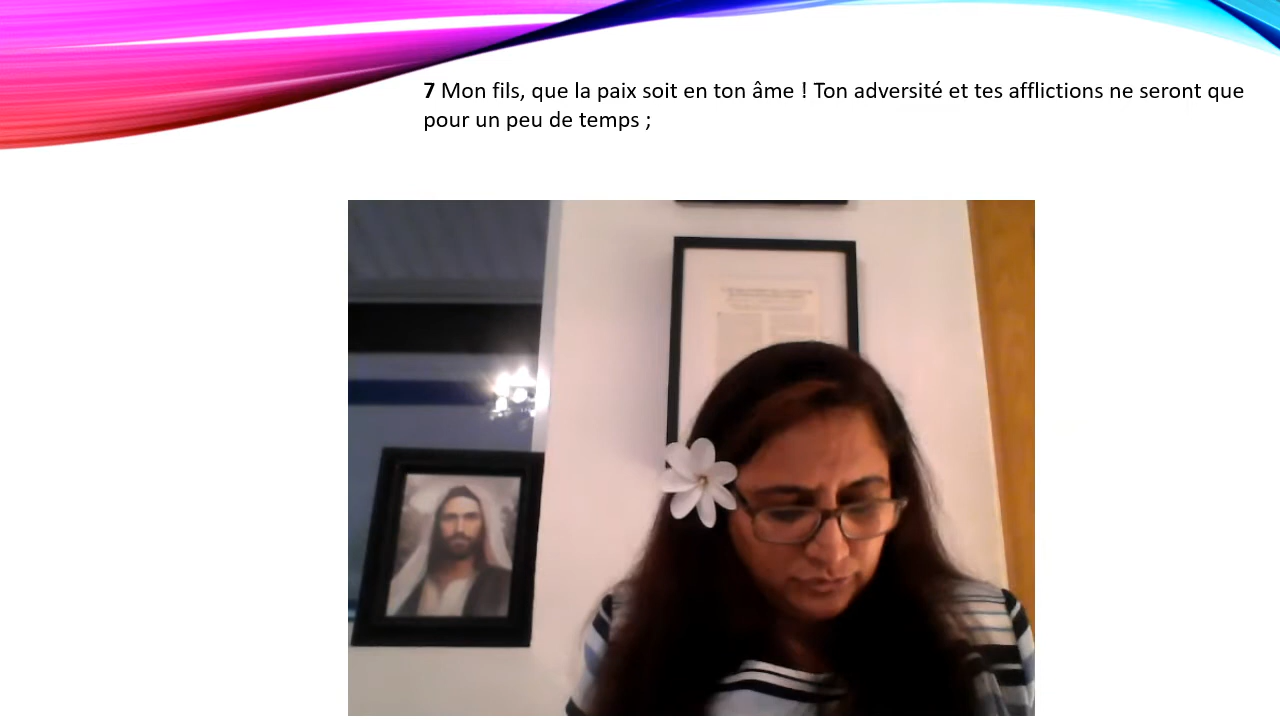 7 Mon fils, que la paix soit en ton âme ! Ton adversité et tes afflictions ne seront que
pour un peu de temps ;